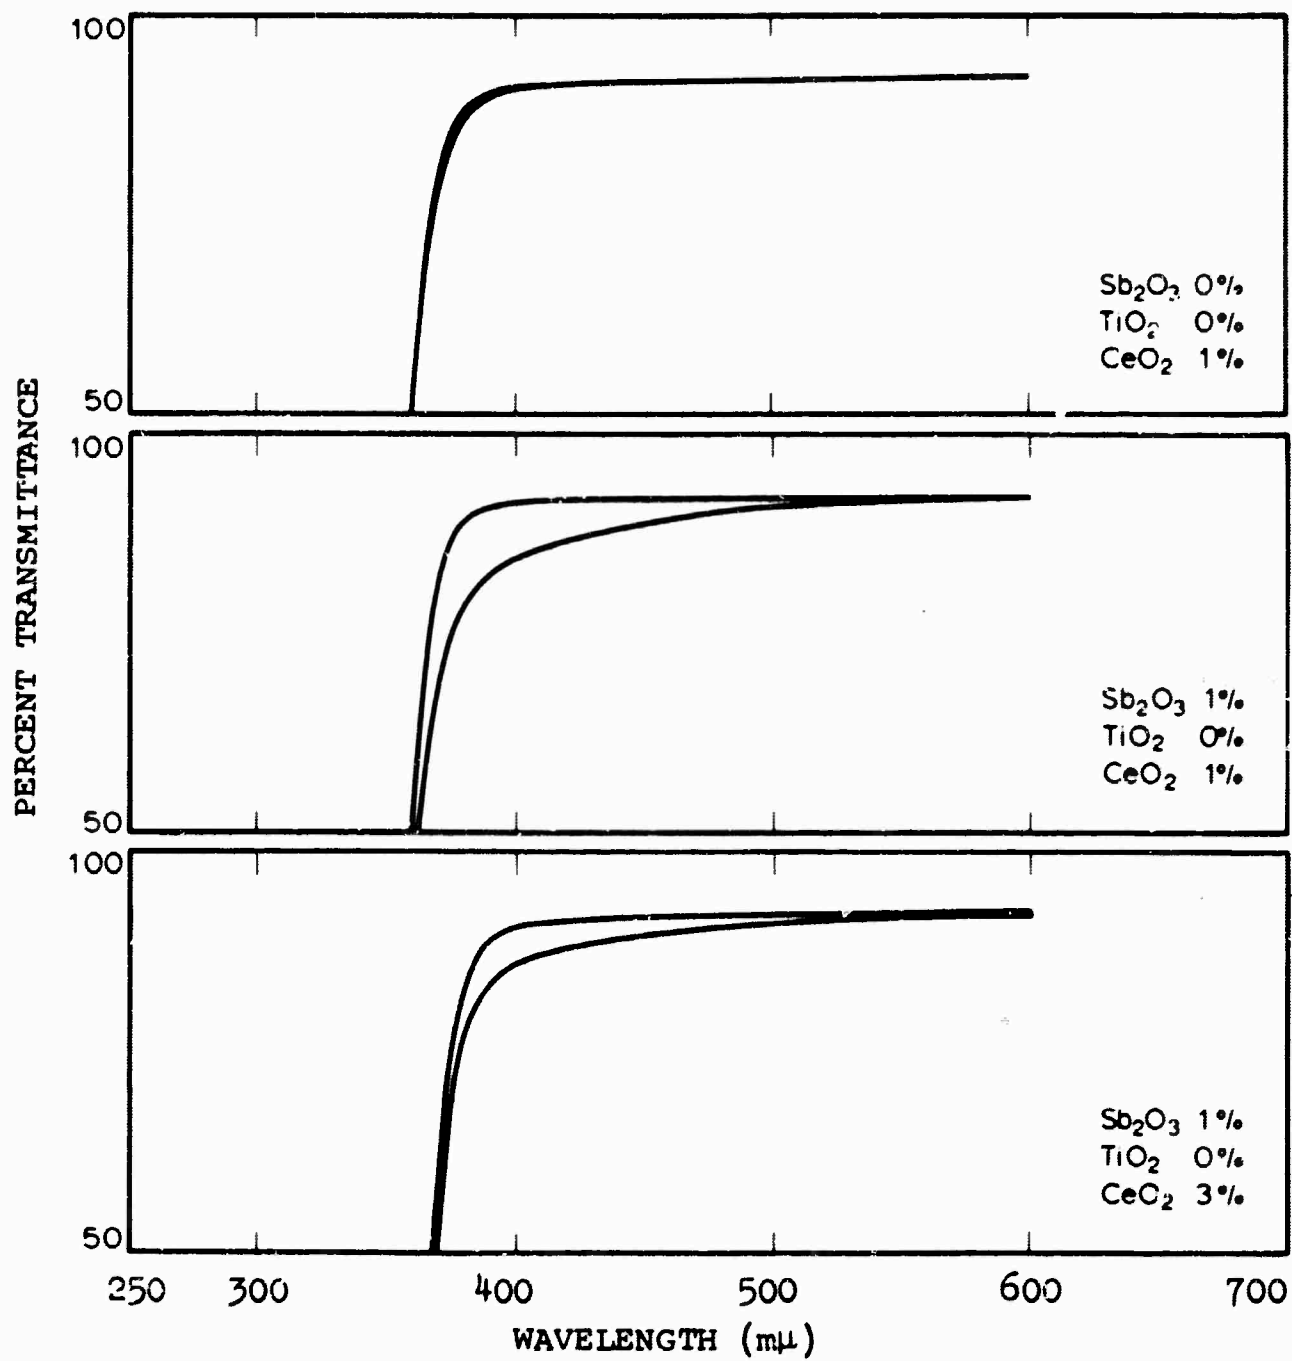 100
Sb₂O₃ 0%
TiO₂ 0%
CeO₂ 1%
50
100
Sb₂O₃ 1%
TiO₂ 0%
CeO₂ 1%
50
100
Sb₂O₃ 1%
TiO₂ 0%
CeO₂ 3%
50
PERCENT TRANSMITTANCE
250 300 400 500 600 700
WAVELENGTH (mμ)